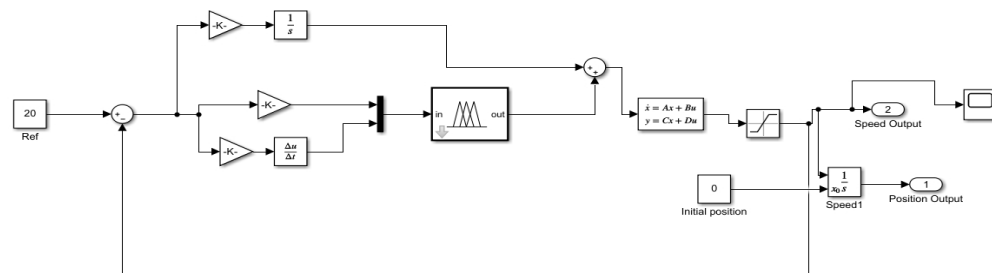 -K-
1
s
20
Ref
+
−
-K-
-K-
Δu
Δt
in
out
+
+
ẋ = Ax + Bu
y = Cx + Du
2
Speed Output
0
Initial position
x₀
1
s
Speed1
1
Position Output